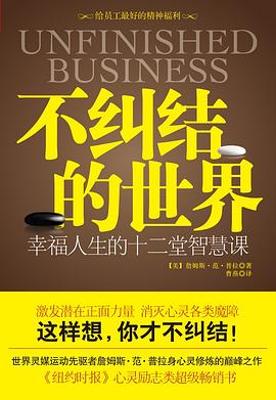 给员工最好的精神福利
UNFINISHED
BUSINESS
不纠结
的世界
幸福人生的十二堂智慧课
【美】詹姆斯·范·普拉◎著
曹燕◎译
激发潜在正面力量 消灭心灵各类魔障
这样想，你才不纠结！
世界灵媒运动先驱者詹姆斯·范·普拉身心灵修炼的巅峰之作
《纽约时报》心灵励志类超级畅销书